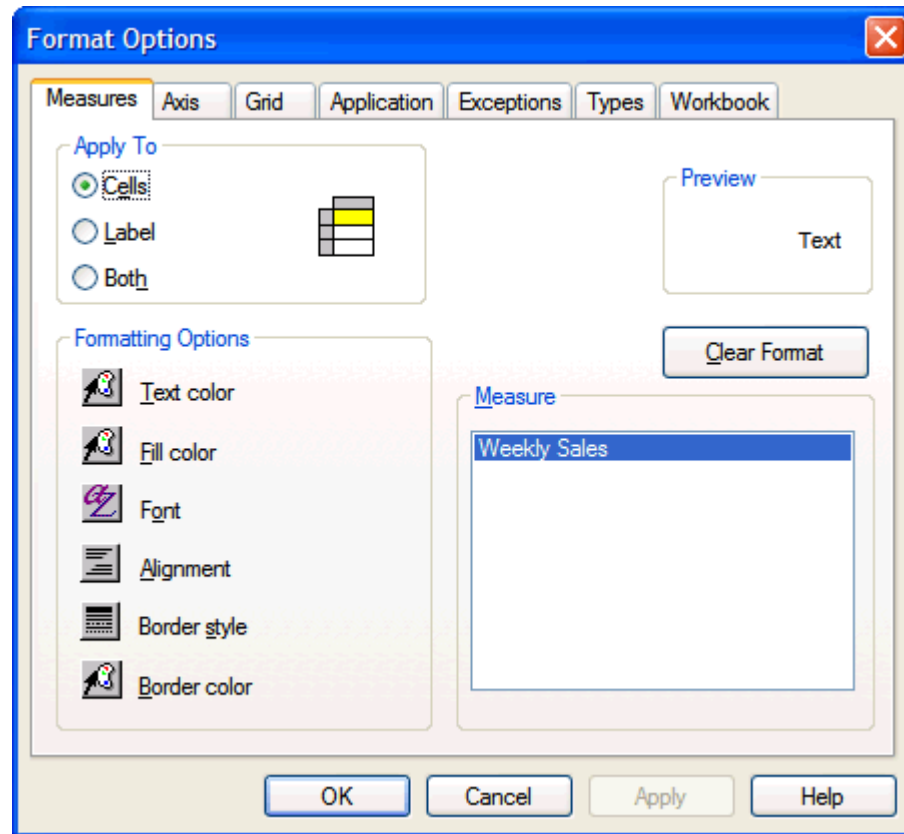 Format Options
Measures Axis Grid Application Exceptions Types Workbook
Apply To
Cells
Label
Both
Preview
Text
Formatting Options
Text color
Fill color
Font
Alignment
Border style
Border color
Clear Format
Measure
Weekly Sales
OK Cancel Apply Help